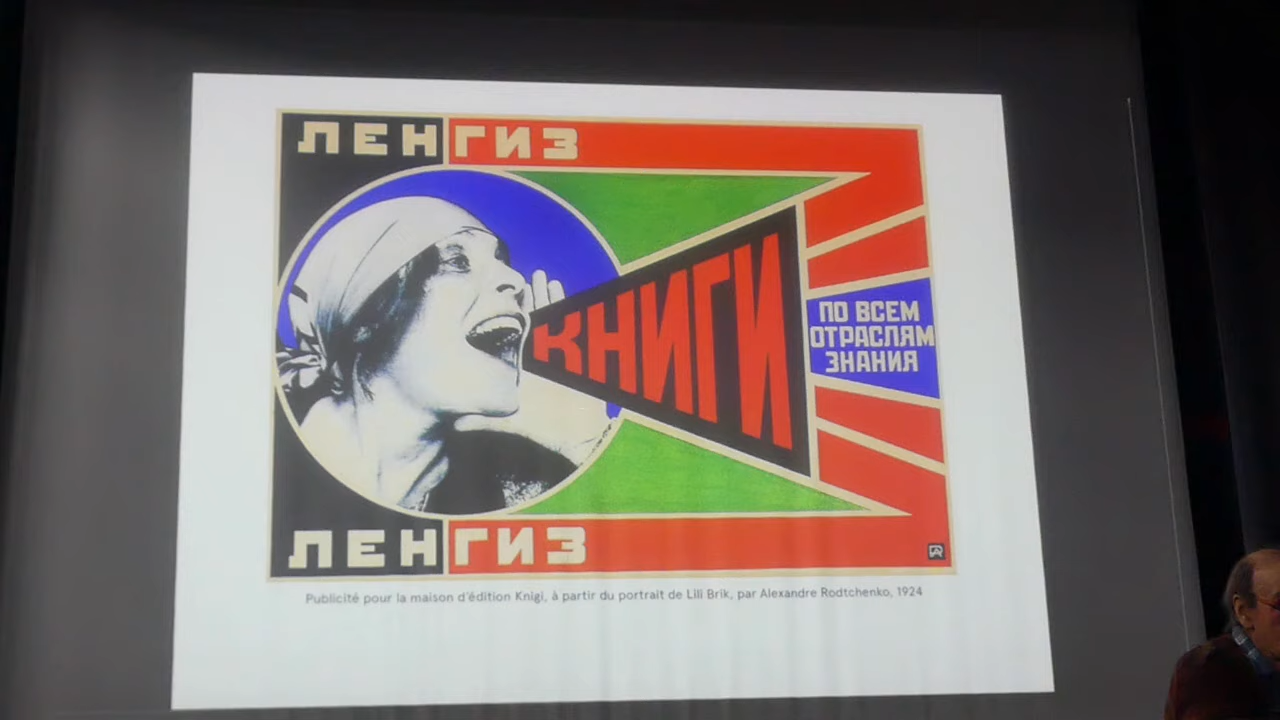 ЛЕНГИЗ
КНИГИ
ПО ВСЕМ
ОТРАСЛЯМ
ЗНАНИЯ
ЛЕНГИЗ
Publicité pour la maison d'édition Knigi, à partir du portrait de Lili Brik, par Alexandre Rodtchenko, 1924